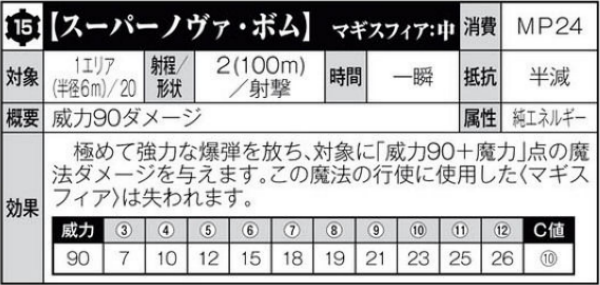 15 【スーパーノヴァ・ボム】 マギスフィア:中 消費 MP24
対象 1エリア(半径6m)/20 射程/形状 2(100m)/射撃 時間 一瞬 抵抗 半減
概要 威力90ダメージ 属性 純エネルギー
効果
極めて強力な爆弾を放ち、対象に「威力90+魔力」点の魔
法ダメージを与えます。この魔法の行使に使用した〈マギス
フィア〉は失われます。
威力 ③ ④ ⑤ ⑥ ⑦ ⑧ ⑨ ⑩ ⑪ ⑫ C値
90 7 10 12 15 18 19 21 23 25 26 ⑩